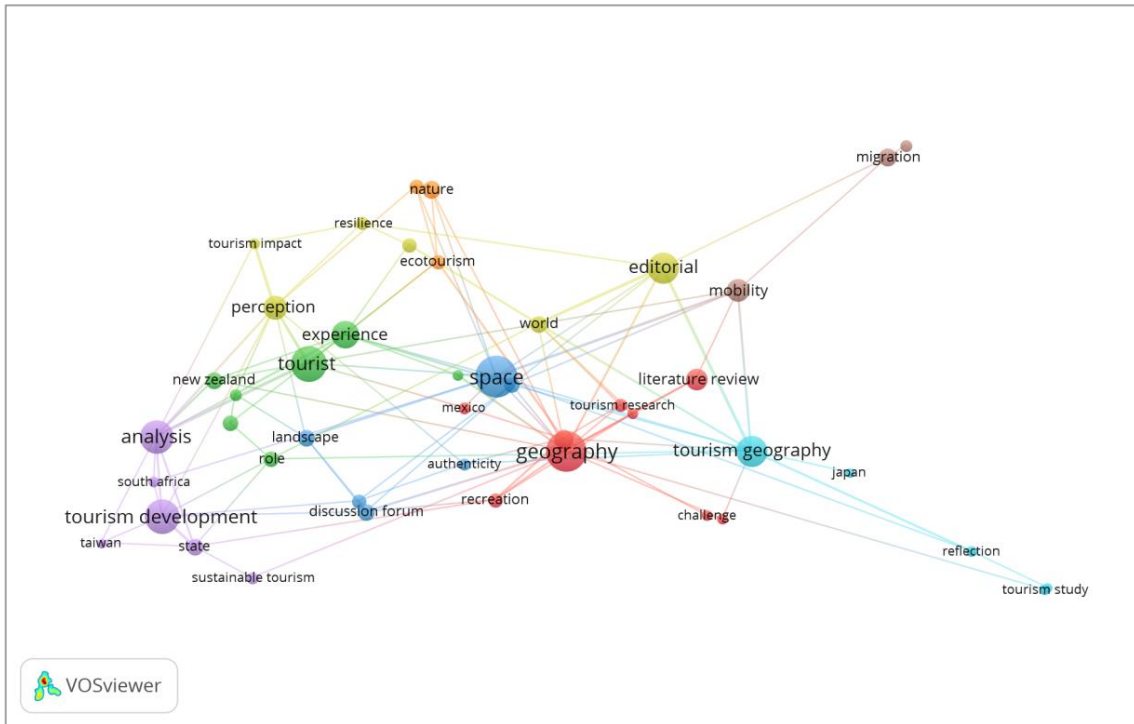 migration
nature
resilience
tourism impact
ecotourism
editorial
mobility
perception
world
experience
tourist
space
new zealand
literature review
tourism research
mexico
analysis
landscape
geography
tourism geography
role
authenticity
japan
south africa
recreation
tourism development
discussion forum
challenge
taiwan
state
reflection
sustainable tourism
tourism study
VOSviewer